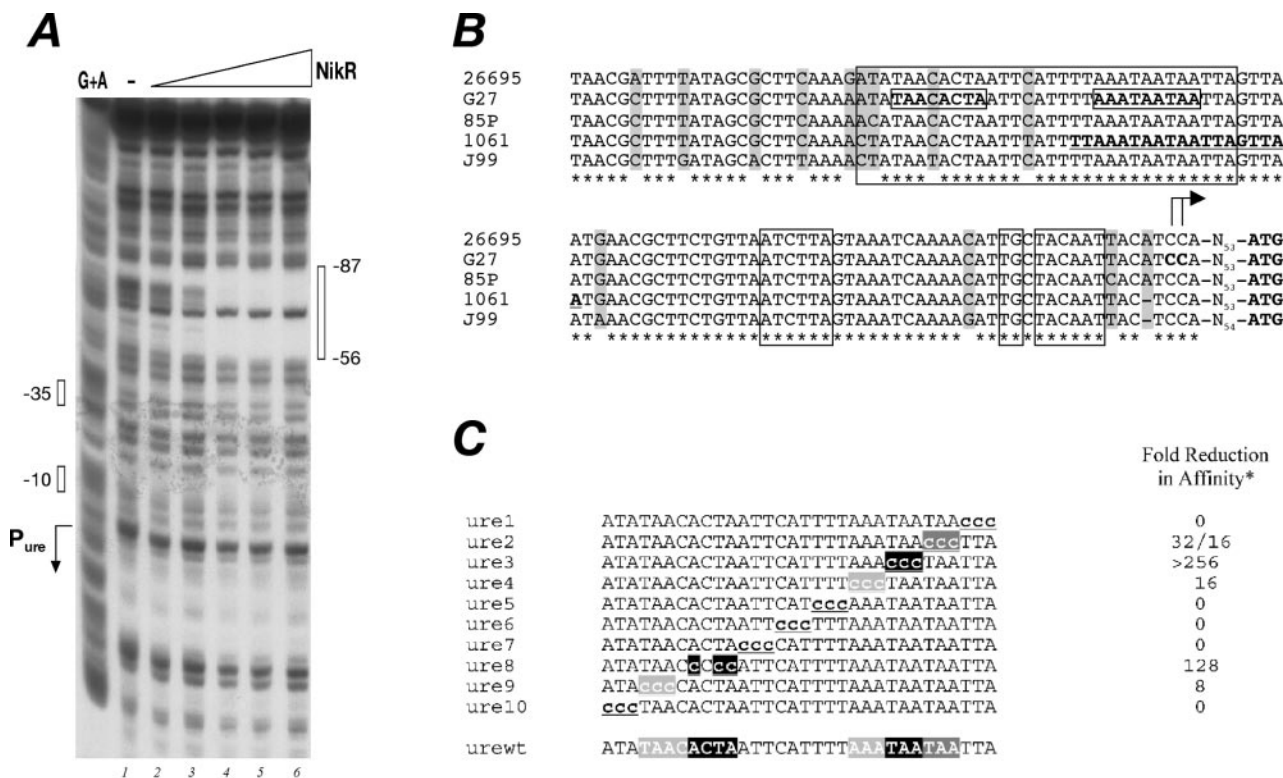 A
G+A
-
NikR
-87
-56
-35
-10
Pure
1 2 3 4 5 6
B
26695 TAACGATTTTATAGCGCTTCAAAGATATAACACTAATTCATTTTAAATAATAATTAGTTA
G27 TAACGCTTTTATAGCGCTTCAAAAATATAACACTAATTCATTTTAAATAATAATTAGTTA
85P TAACGCTTTTATAGCGCTTCAAAAACATAACACTAATTCATTTTAAATAATAATTAGTTA
1061 TAACGCTTTTATAGCGCTTCAAAAATATAACACTAATTTATTTTAAATAATAATTAGTTA
J99 TAACGCTTTGATAGCACTTTAAAACTATAATACTAATTCATTTTAAATAATAATTAGTTA
26695 ATGAACGCTTCTGTTAATCTTAGTAAATCAAAACATTGCTACAATTACATCCA-N53-ATG
G27 ATGAACGCTTCTGTTAATCTTAGTAAATCAAAACATTGCTACAATTACATCCA-N53-ATG
85P ATGAACGCTTCTGTTAATCTTAGTAAATCAAAACATTGCTACAATCACATCCA-N53-ATG
1061 ATGAACGCTTCTGTTAATCTTAGTAAATCAAAACATTGCTACAATTAC-TCCA-N53-ATG
J99 ATAAACGCTTCTGTTAATCTTAGTAAATCAAAAGATTGCTACAATTAC-TCCA-N54-ATG
C
Fold Reduction
in Affinity*
ure1 ATATAACACTAATTCATTTTAAATAATAAccc 0
ure2 ATATAACACTAATTCATTTTAAATAAcccTTA 32/16
ure3 ATATAACACTAATTCATTTTAAAcccTAATTA >256
ure4 ATATAACACTAATTCATTTTcccTAATAATTA 16
ure5 ATATAACACTAATTCATcccAAATAATAATTA 0
ure6 ATATAACACTAATTcccTTTAAATAATAATTA 0
ure7 ATATAACACTAcccCATTTTAAATAATAATTA 0
ure8 ATATAACcCccATTCATTTTAAATAATAATTA 128
ure9 ATAcccCACTAATTCATTTTAAATAATAATTA 8
ure10 cccTAACACTAATTCATTTTAAATAATAATTA 0
urewt ATATAACACTAATTCATTTTAAATAATAATTA